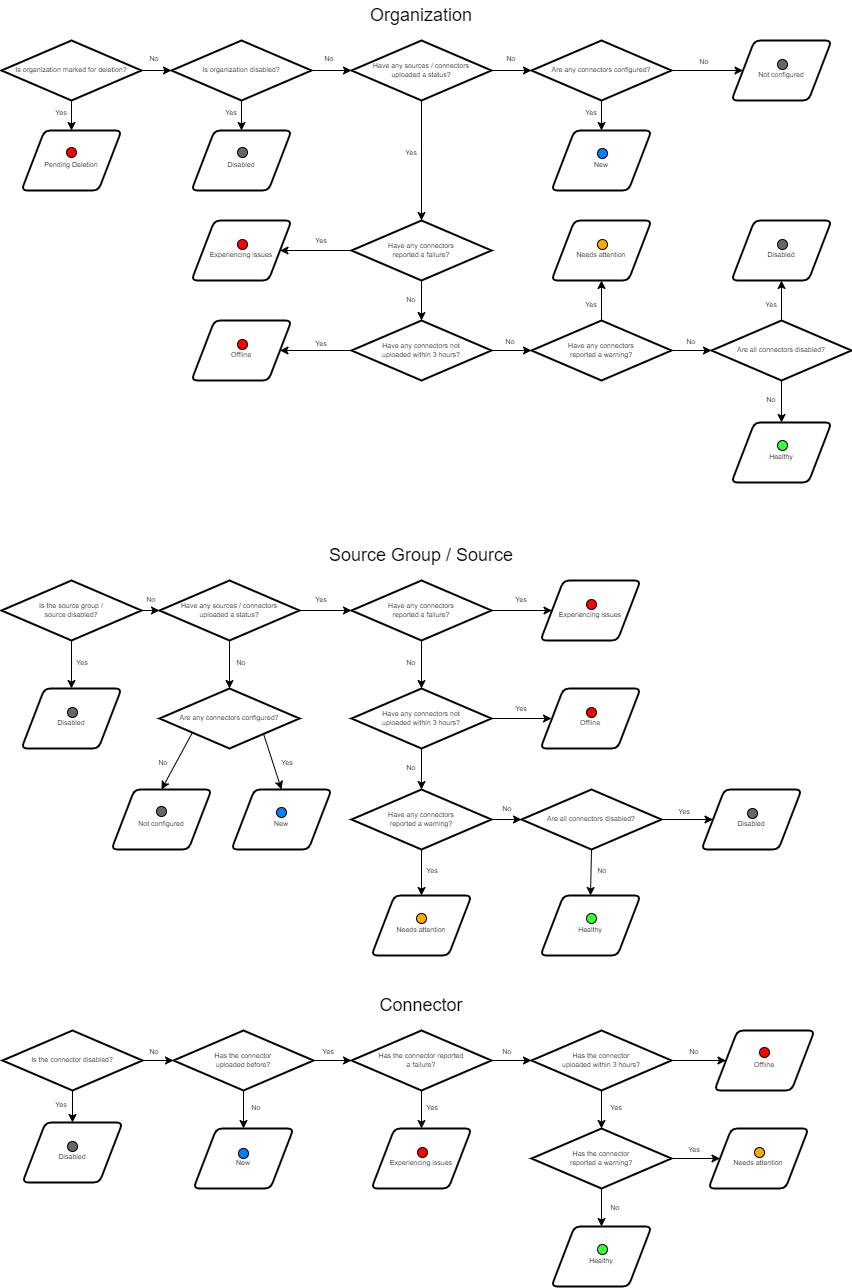 Organization
Is organization marked for deletion?
No
Is organization disabled?
No
Have any sources / connectors
uploaded a status?
No
Are any connectors configured?
No
Not configured
Yes
Yes
Yes
Yes
Pending Deletion
Disabled
New
Have any connectors
reported a failure?
Yes
Experiencing issues
Needs attention
Disabled
No
Yes
Yes
Have any connectors not
uploaded within 3 hours?
Yes
Offline
No
Have any connectors
reported a warning?
No
Are all connectors disabled?
No
Healthy
Source Group / Source
Is the source group /
source disabled?
No
Have any sources / connectors
uploaded a status?
Yes
Have any connectors
reported a failure?
Yes
Experiencing issues
Yes
No
No
Disabled
Are any connectors configured?
Have any connectors not
uploaded within 3 hours?
Yes
Offline
No
Yes
No
Not configured
New
Have any connectors
reported a warning?
No
Are all connectors disabled?
Yes
Disabled
Yes
No
Needs attention
Healthy
Connector
Is the connector disabled?
No
Has the connector
uploaded before?
Yes
Has the connector reported
a failure?
No
Has the connector
uploaded within 3 hours?
No
Offline
Yes
No
Yes
Yes
Disabled
New
Experiencing issues
Has the connector
reported a warning?
Yes
Needs attention
No
Healthy